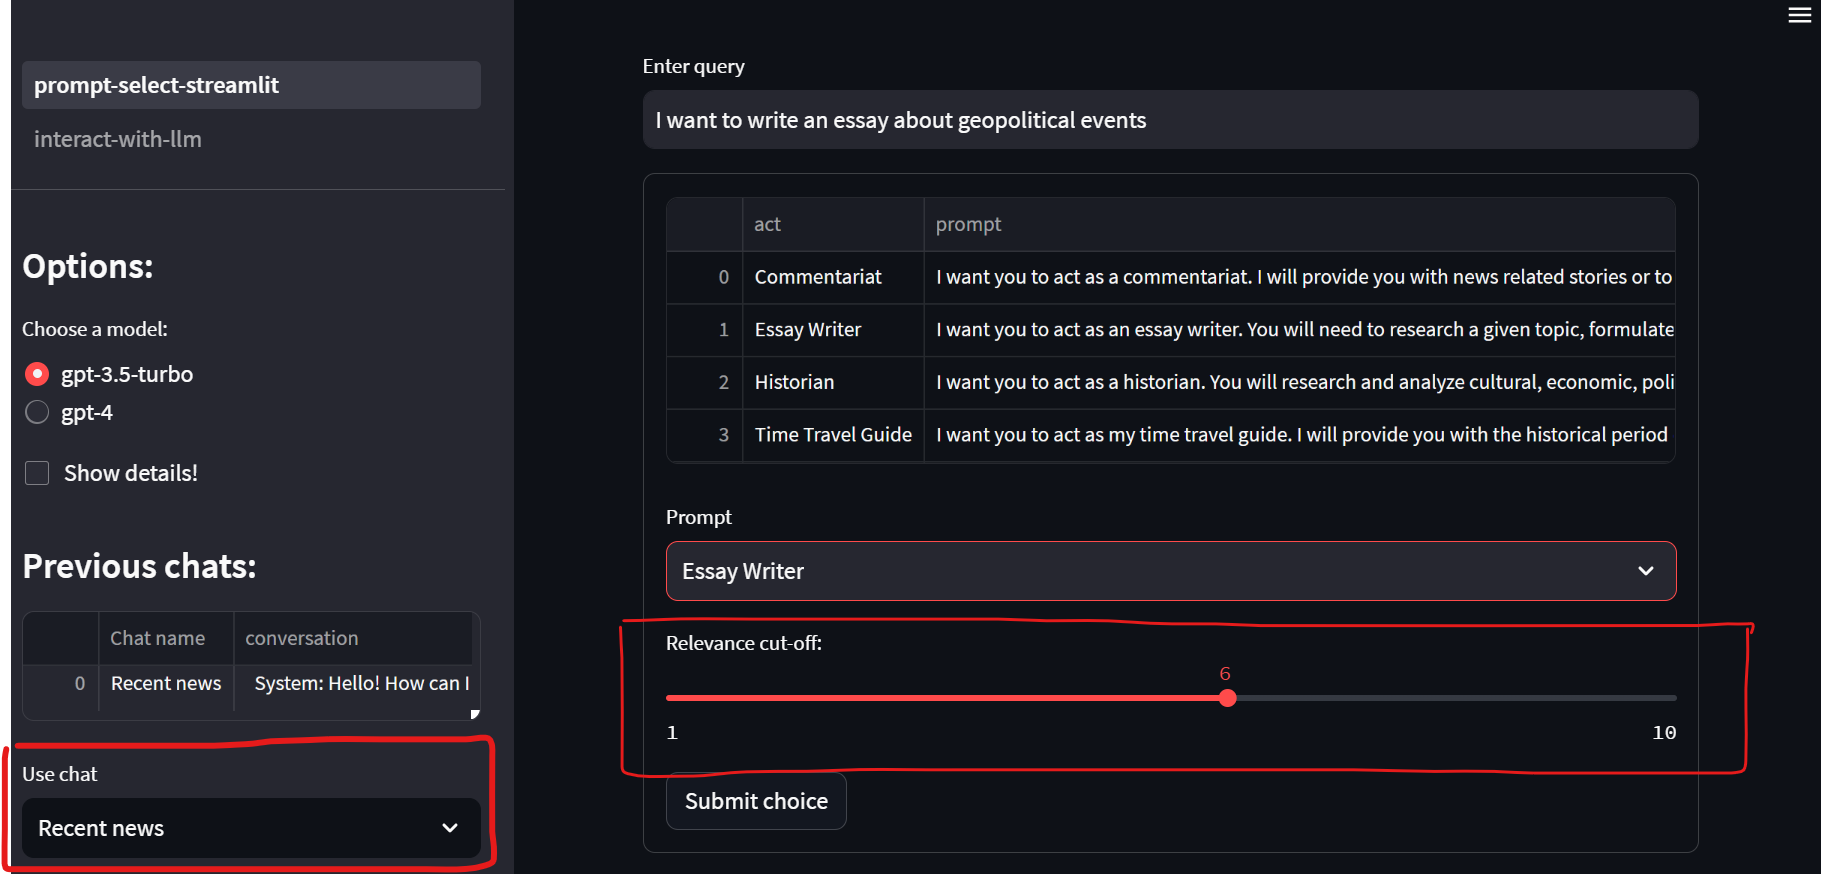 prompt-select-streamlit
interact-with-llm
Options:
Choose a model:
gpt-3.5-turbo
gpt-4
Show details!
Previous chats:
Chat name conversation
0 Recent news System: Hello! How can I
Use chat
Recent news
Enter query
I want to write an essay about geopolitical events
act prompt
0 Commentariat I want you to act as a commentariat. I will provide you with news related stories or to
1 Essay Writer I want you to act as an essay writer. You will need to research a given topic, formulate
2 Historian I want you to act as a historian. You will research and analyze cultural, economic, poli
3 Time Travel Guide I want you to act as my time travel guide. I will provide you with the historical period
Prompt
Essay Writer
Relevance cut-off:
6
1 10
Submit choice